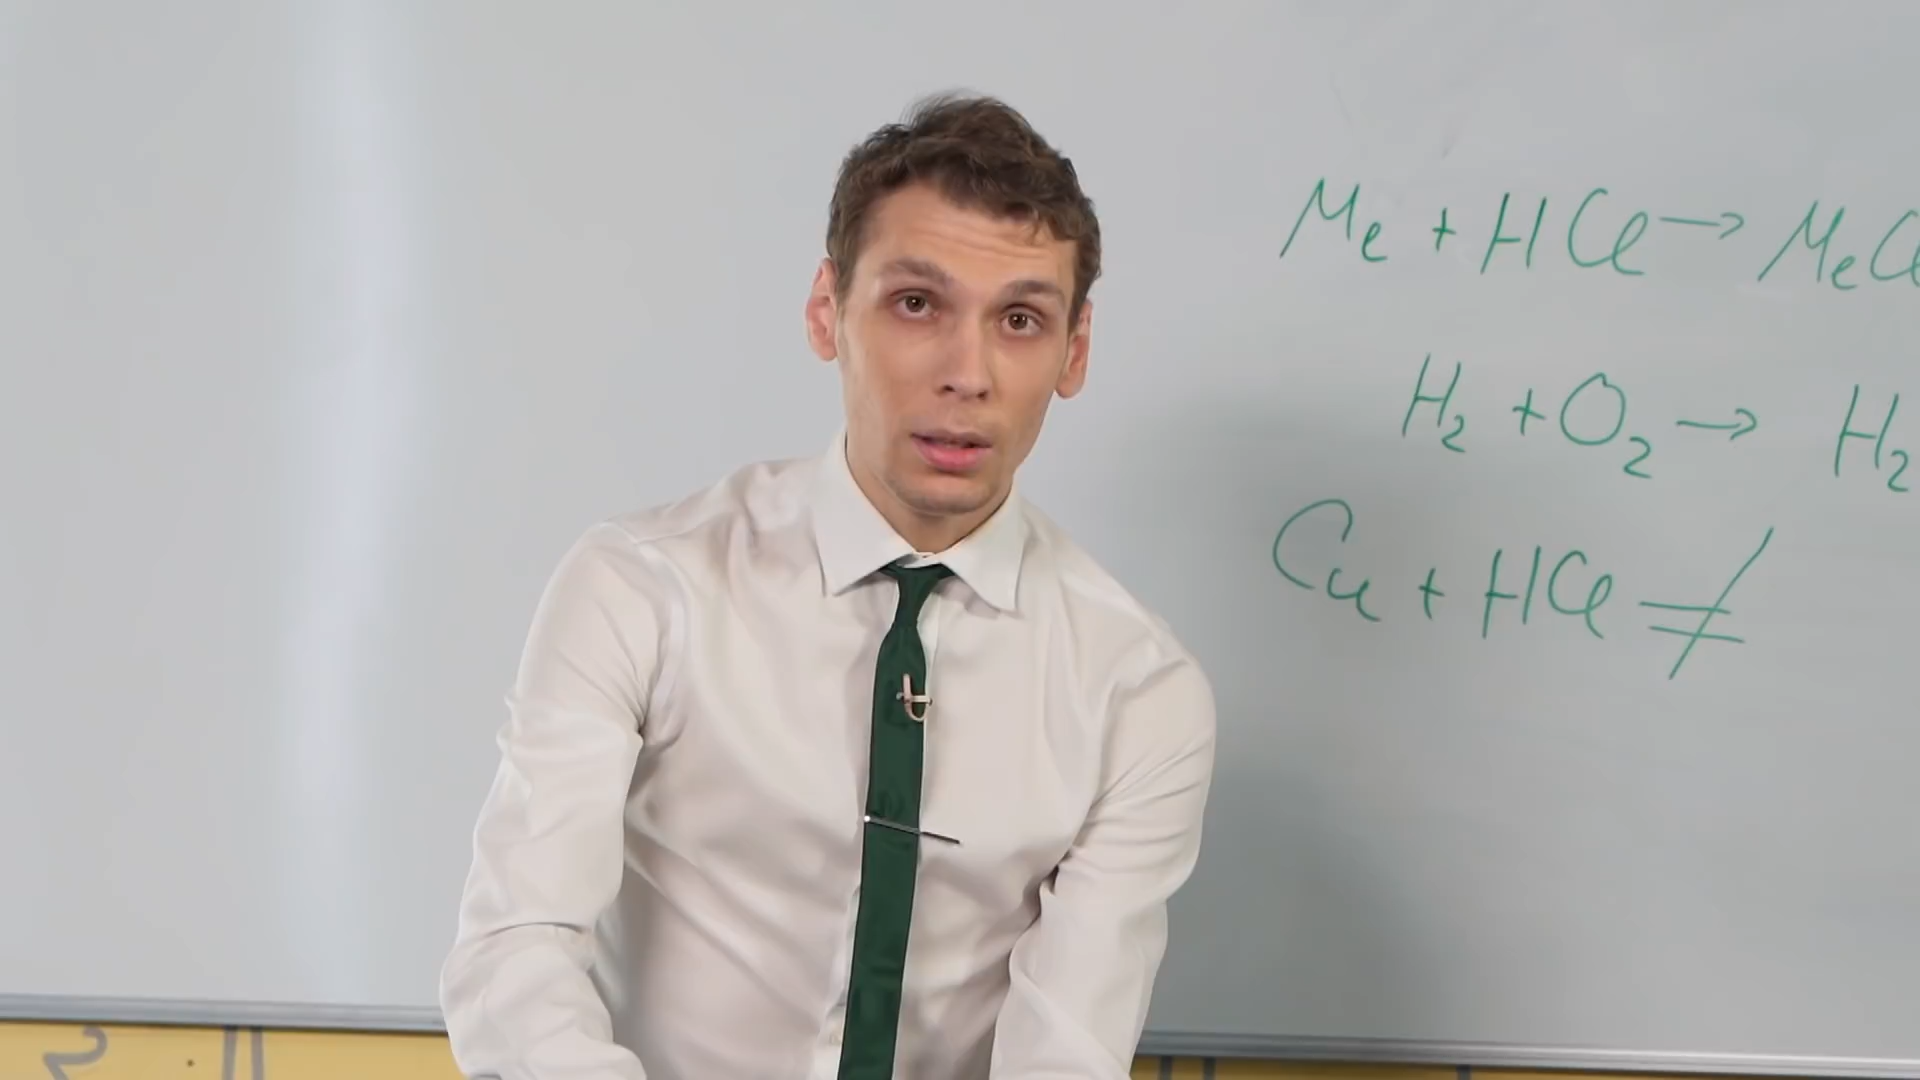 Me + HCl → MeCl
H₂ + O₂ → H₂
Cu + HCl ≠